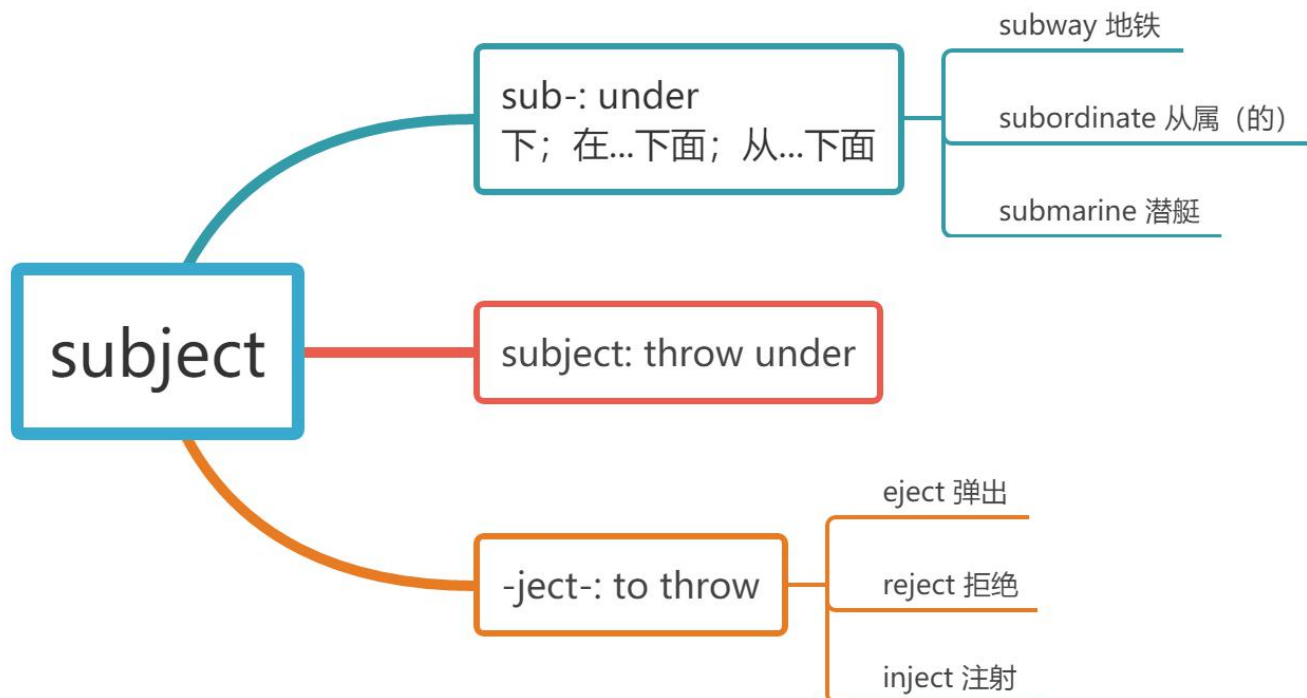 subject
sub-: under
下；在...下面；从...下面
subway 地铁
subordinate 从属（的）
submarine 潜艇
subject: throw under
-ject-: to throw
eject 弹出
reject 拒绝
inject 注射